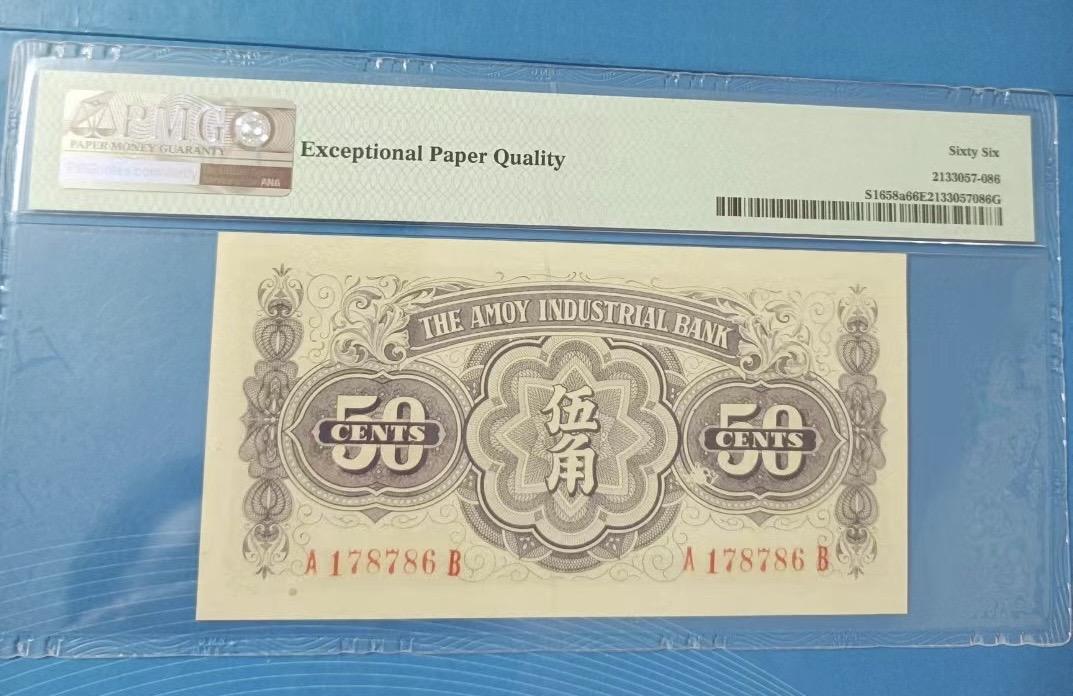 PMG
PAPER MONEY GUARANTY
ANA
Exceptional Paper Quality
Sixty Six
2133057-086
S1658a66E2133057086G
THE AMOY INDUSTRIAL BANK
50
CENTS
伍角
50
CENTS
A 178786 B
A 178786 B